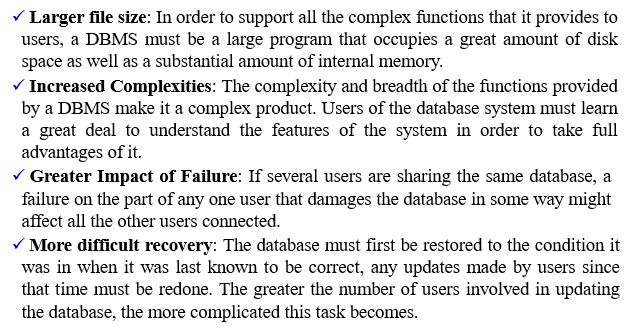 ✓ Larger file size: In order to support all the complex functions that it provides to
users, a DBMS must be a large program that occupies a great amount of disk
space as well as a substantial amount of internal memory.
✓ Increased Complexities: The complexity and breadth of the functions provided
by a DBMS make it a complex product. Users of the database system must learn
a great deal to understand the features of the system in order to take full
advantages of it.
✓ Greater Impact of Failure: If several users are sharing the same database, a
failure on the part of any one user that damages the database in some way might
affect all the other users connected.
✓ More difficult recovery: The database must first be restored to the condition it
was in when it was last known to be correct, any updates made by users since
that time must be redone. The greater the number of users involved in updating
the database, the more complicated this task becomes.